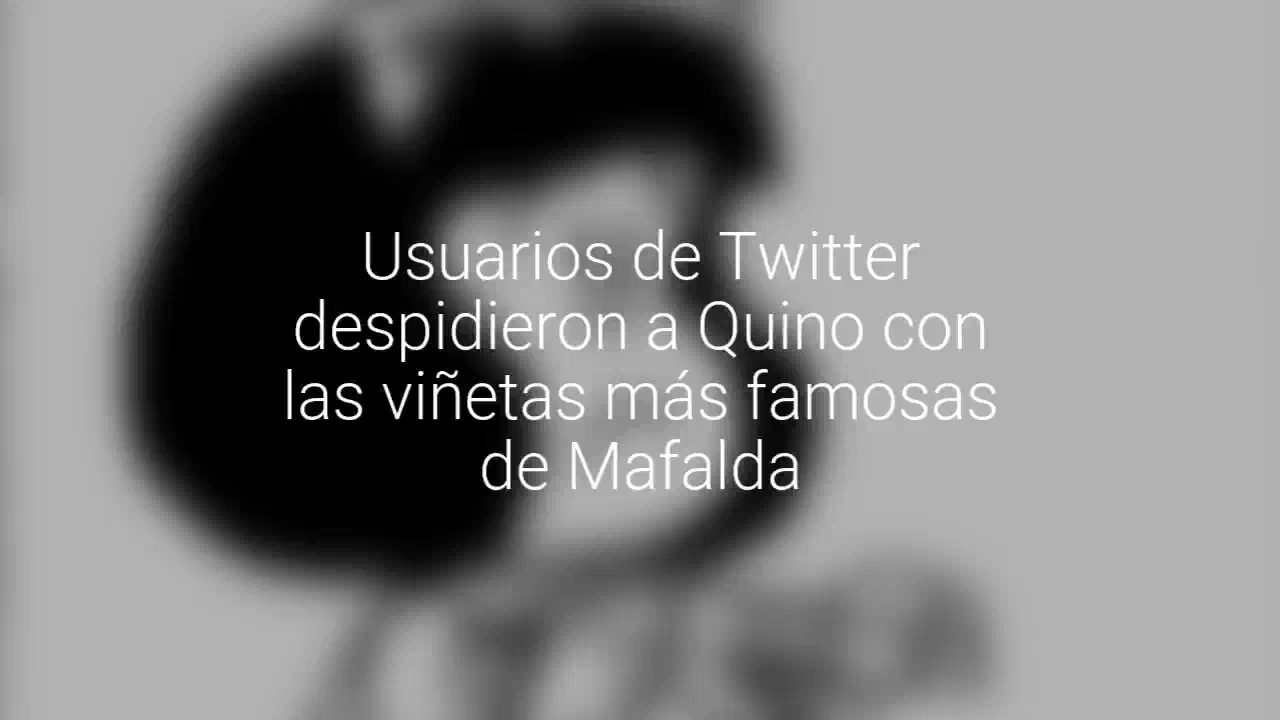 Usuarios de Twitter
despidieron a Quino con
las viñetas más famosas
de Mafalda